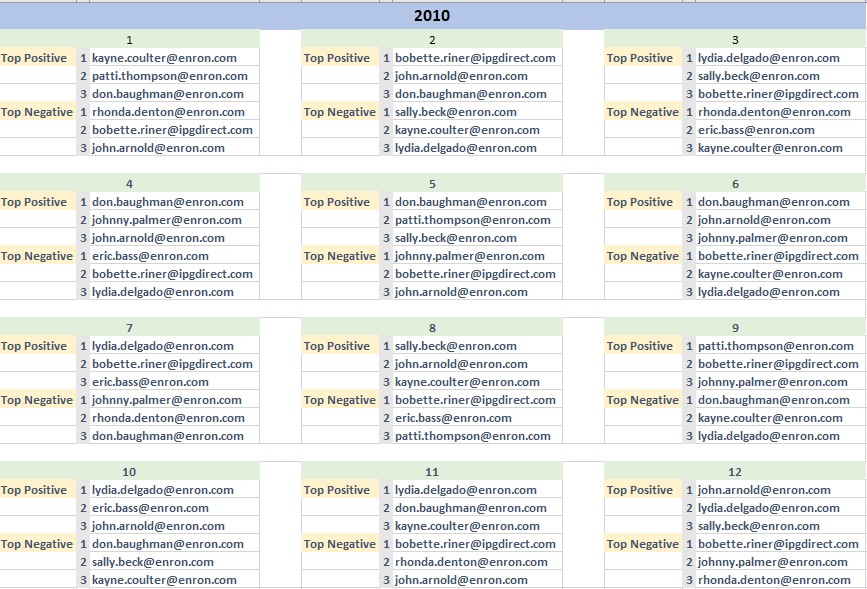 2010
1 2 3
Top Positive 1 kayne.coulter@enron.com Top Positive 1 bobette.riner@ipgdirect.com Top Positive 1 lydia.delgado@enron.com
2 patti.thompson@enron.com 2 john.arnold@enron.com 2 sally.beck@enron.com
3 don.baughman@enron.com 3 don.baughman@enron.com 3 bobette.riner@ipgdirect.com
Top Negative 1 rhonda.denton@enron.com Top Negative 1 sally.beck@enron.com Top Negative 1 rhonda.denton@enron.com
2 bobette.riner@ipgdirect.com 2 kayne.coulter@enron.com 2 eric.bass@enron.com
3 john.arnold@enron.com 3 lydia.delgado@enron.com 3 kayne.coulter@enron.com
4 5 6
Top Positive 1 don.baughman@enron.com Top Positive 1 don.baughman@enron.com Top Positive 1 don.baughman@enron.com
2 johnny.palmer@enron.com 2 patti.thompson@enron.com 2 john.arnold@enron.com
3 john.arnold@enron.com 3 sally.beck@enron.com 3 johnny.palmer@enron.com
Top Negative 1 eric.bass@enron.com Top Negative 1 johnny.palmer@enron.com Top Negative 1 bobette.riner@ipgdirect.com
2 bobette.riner@ipgdirect.com 2 bobette.riner@ipgdirect.com 2 kayne.coulter@enron.com
3 lydia.delgado@enron.com 3 john.arnold@enron.com 3 lydia.delgado@enron.com
7 8 9
Top Positive 1 lydia.delgado@enron.com Top Positive 1 sally.beck@enron.com Top Positive 1 patti.thompson@enron.com
2 bobette.riner@ipgdirect.com 2 john.arnold@enron.com 2 bobette.riner@ipgdirect.com
3 eric.bass@enron.com 3 kayne.coulter@enron.com 3 johnny.palmer@enron.com
Top Negative 1 johnny.palmer@enron.com Top Negative 1 bobette.riner@ipgdirect.com Top Negative 1 don.baughman@enron.com
2 rhonda.denton@enron.com 2 eric.bass@enron.com 2 kayne.coulter@enron.com
3 don.baughman@enron.com 3 patti.thompson@enron.com 3 lydia.delgado@enron.com
10 11 12
Top Positive 1 lydia.delgado@enron.com Top Positive 1 lydia.delgado@enron.com Top Positive 1 john.arnold@enron.com
2 eric.bass@enron.com 2 don.baughman@enron.com 2 lydia.delgado@enron.com
3 john.arnold@enron.com 3 kayne.coulter@enron.com 3 sally.beck@enron.com
Top Negative 1 don.baughman@enron.com Top Negative 1 bobette.riner@ipgdirect.com Top Negative 1 bobette.riner@ipgdirect.com
2 sally.beck@enron.com 2 rhonda.denton@enron.com 2 johnny.palmer@enron.com
3 kayne.coulter@enron.com 3 john.arnold@enron.com 3 rhonda.denton@enron.com